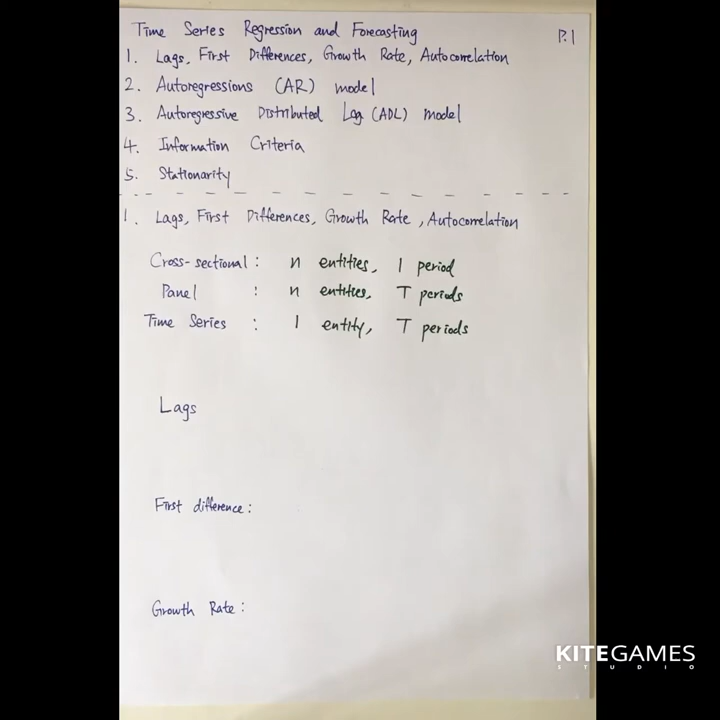 Time Series Regression and Forecasting P.1
1. Lags, First Differences, Growth Rate, Autocorrelation
2. Autoregressions (AR) model
3. Autoregressive Distributed Lag (ADL) model
4. Information Criteria
5. Stationarity
1. Lags, First Differences, Growth Rate, Autocorrelation
Cross-sectional: n entities, 1 period
Panel : n entities, T periods
Time Series : 1 entity, T periods
Lags
First difference:
Growth Rate:
KITEGAMES
STUDIO